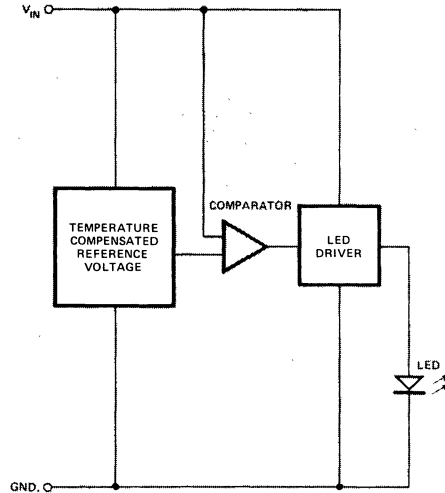 V_IN
COMPARATOR
TEMPERATURE
COMPENSATED
REFERENCE
VOLTAGE
LED
DRIVER
LED
GND.